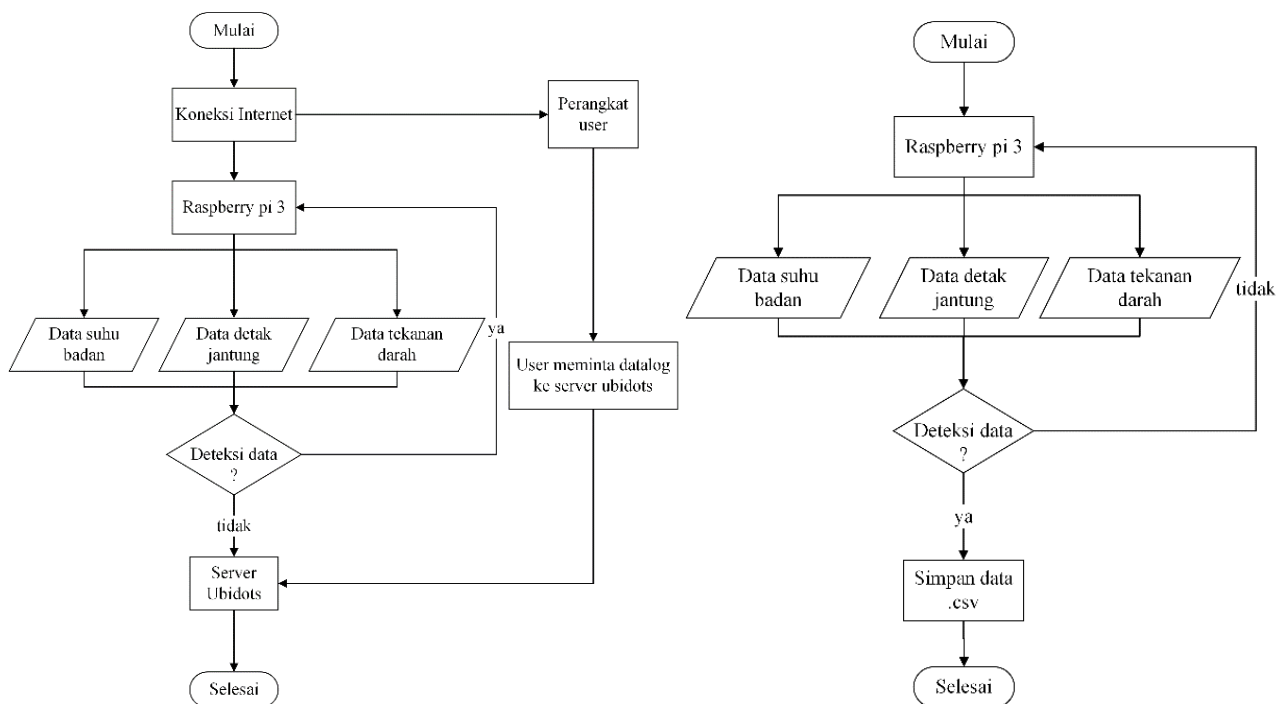 Mulai
Koneksi Internet
Perangkat
user
Raspberry pi 3
Data suhu
badan
Data detak
jantung
Data tekanan
darah
ya
User meminta datalog
ke server ubidots
Deteksi data
?
tidak
Server
Ubidots
Selesai
Mulai
Raspberry pi 3
Data suhu
badan
Data detak
jantung
Data tekanan
darah
tidak
Deteksi data
?
ya
Simpan data
.csv
Selesai